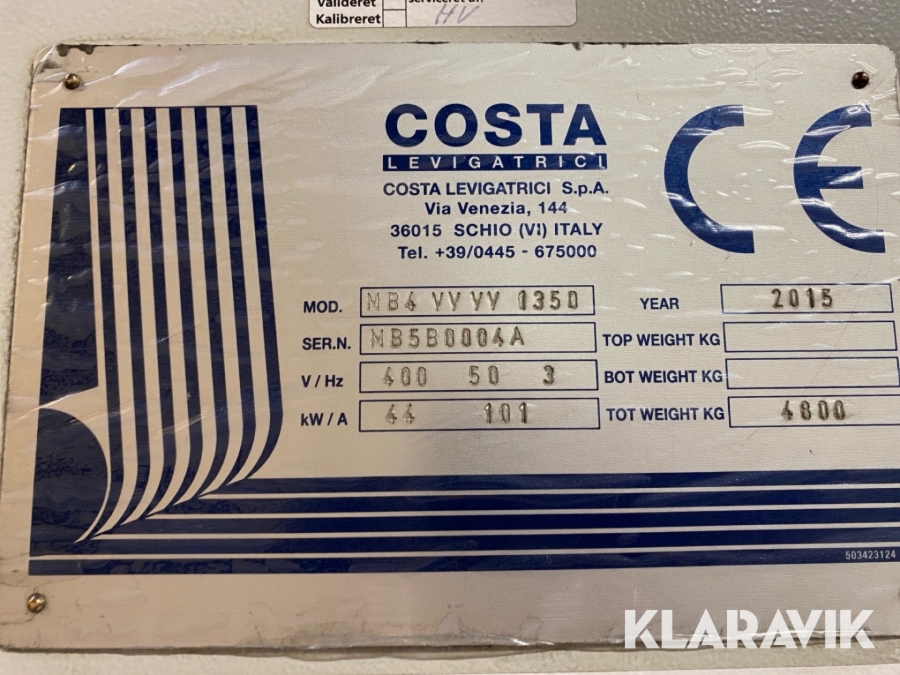 Valideret
Kalibreret
serviceret af:
HV
COSTA
LEVIGATRICI
COSTA LEVIGATRICI S.p.A.
Via Venezia, 144
36015 SCHIO (VI) ITALY
Tel. +39/0445 - 675000
CE
MOD. MB4 VV VV 1350 YEAR 2015
SER.N. MB5B0004A TOP WEIGHT KG
V / Hz 400 50 3 BOT WEIGHT KG
kW / A 44 101 TOT WEIGHT KG 4800
503423124
KLARAVIK